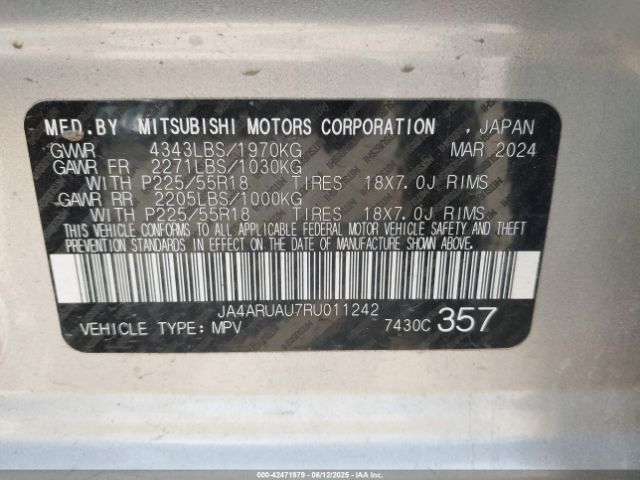 MFD.BY MITSUBISHI MOTORS CORPORATION , JAPAN
GVWR 4343LBS/1970KG MAR 2024
GAWR FR 2271LBS/1030KG
WITH P225/55R18 TIRES 18X7.0J RIMS
GAWR RR 2205LBS/1000KG
WITH P225/55R18 TIRES 18X7.0J RIMS
THIS VEHICLE CONFORMS TO ALL APPLICABLE FEDERAL MOTOR VEHICLE SAFETY AND THEFT
PREVENTION STANDARDS IN EFFECT ON THE DATE OF MANUFACTURE SHOWN ABOVE.
JA4ARUAU7RU011242
VEHICLE TYPE: MPV 7430C 357
000-42471979 - 06/12/2025 - IAAI.CA